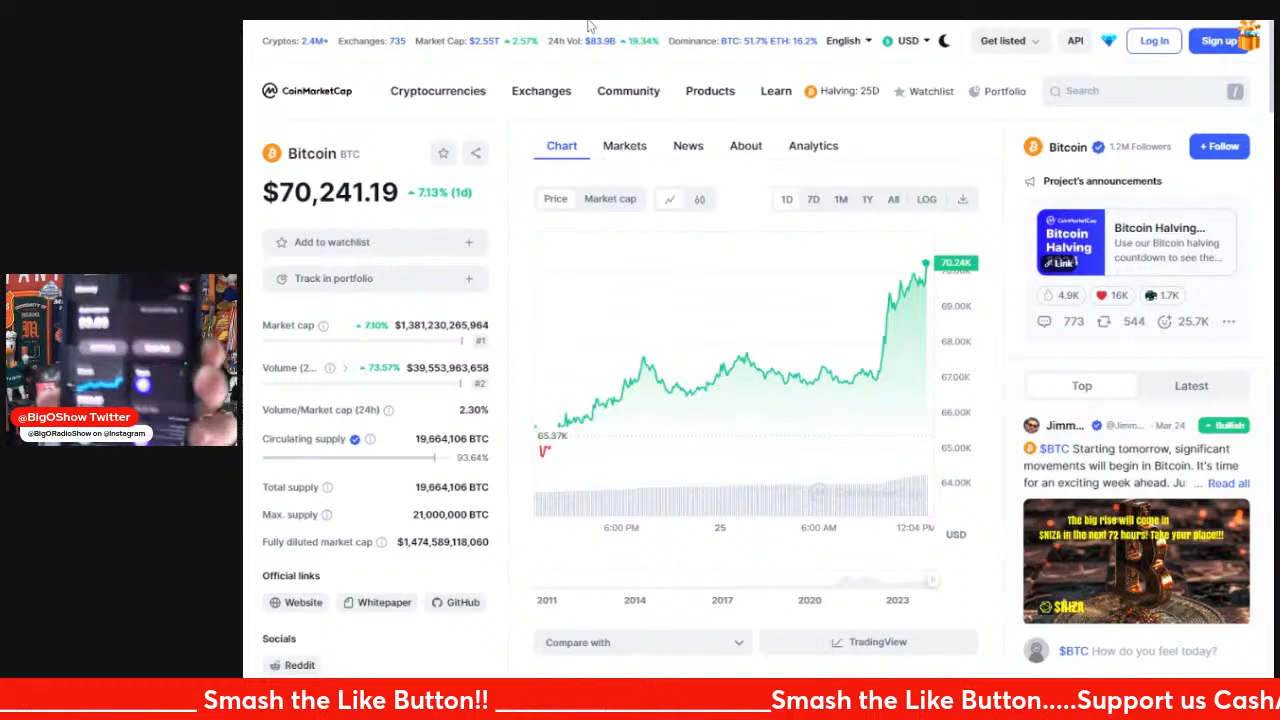 Cryptos: 2.4M+ Exchanges: 735 Market Cap: $2.55T 2.57% 24h Vol: $83.9B 19.34% Dominance: BTC: 51.7% ETH: 16.2% English USD Get listed API Log In Sign up
CoinMarketCap Cryptocurrencies Exchanges Community Products Learn Halving: 25D Watchlist Portfolio Search /
Bitcoin BTC
$70,241.19 7.13% (1d)
Add to watchlist +
Track in portfolio +
Market cap 7.10% $1,381,230,265,964
#1
Volume (2... 73.57% $39,553,963,658
#2
Volume/Market cap (24h) 2.30%
Circulating supply 19,664,106 BTC
93.64%
Total supply 19,664,106 BTC
Max. supply 21,000,000 BTC
Fully diluted market cap $1,474,589,118,060
Official links
Website Whitepaper GitHub
Socials
Reddit
Chart Markets News About Analytics
Price Market cap 1D 7D 1M 1Y All LOG
70.24K
69.00K
68.00K
67.00K
66.00K
65.37K
65.00K
64.00K
6:00 PM 25 6:00 AM 12:04 PM
USD
2011 2014 2017 2020 2023
Compare with TradingView
Bitcoin 1.2M Followers + Follow
Project's announcements
CoinMarketCap
Bitcoin
Halving
Link
Bitcoin Halving...
Use our Bitcoin halving
countdown to see the...
4.9K 16K 1.7K
773 544 25.7K ...
Top Latest
Jimm... @Jimm... · Mar 24 Bullish
$BTC Starting tomorrow, significant
movements will begin in Bitcoin. It's time
for an exciting week ahead. Ju ... Read all
The big rise will come in
$NIZA in the next 72 hours! Take your place!!!
$NIZA
$BTC How do you feel today?
@BigOShow Twitter
@BigORadioShow on @Instagram
Smash the Like Button!! Smash the Like Button.....Support us Cash